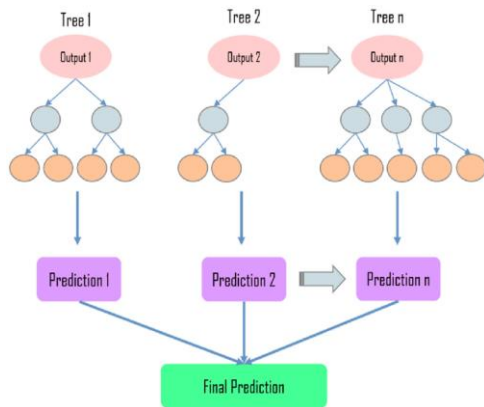 Tree 1
Tree 2
Tree n
Output 1
Output 2
Output n
Prediction 1
Prediction 2
Prediction n
Final Prediction